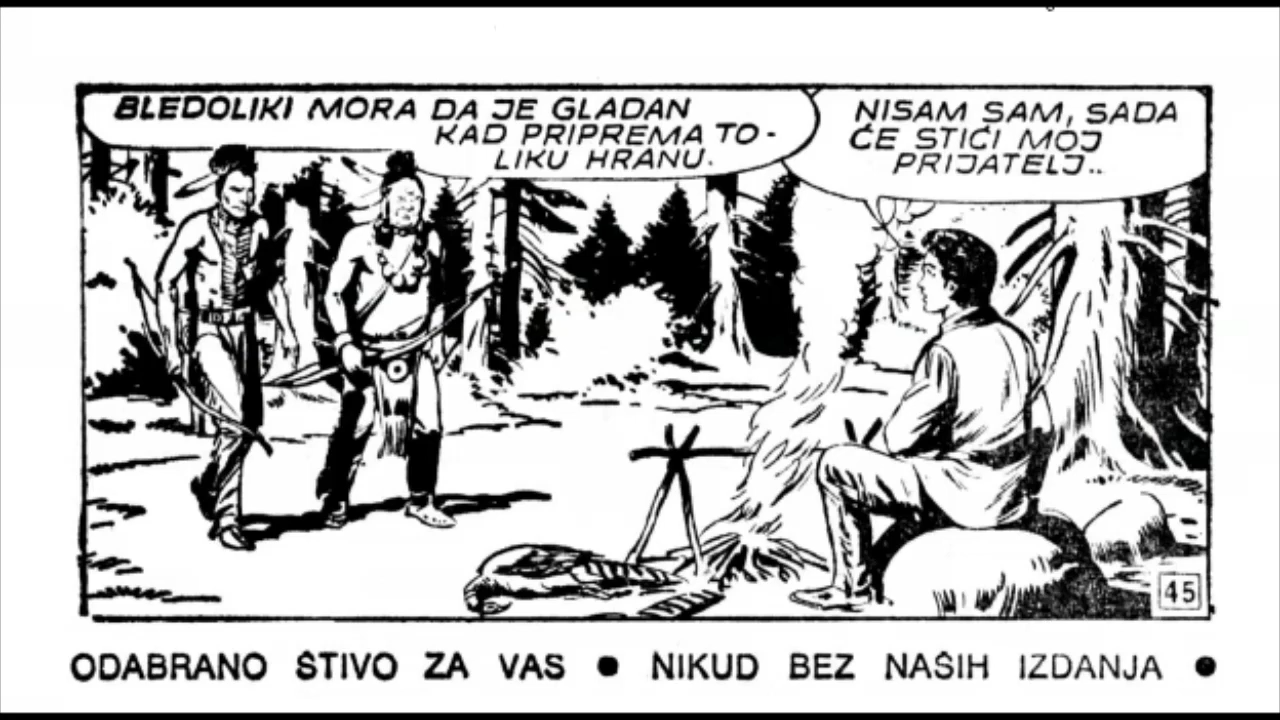 BLEDOLIKI MORA DA JE GLADAN
KAD PRIPREMA TO-
LIKU HRANU.
NISAM SAM, SADA
ĆE STIĆI MOJ
PRIJATELJ..
45
ODABRANO ŠTIVO ZA VAS ● NIKUD BEZ NAŠIH IZDANJA ●